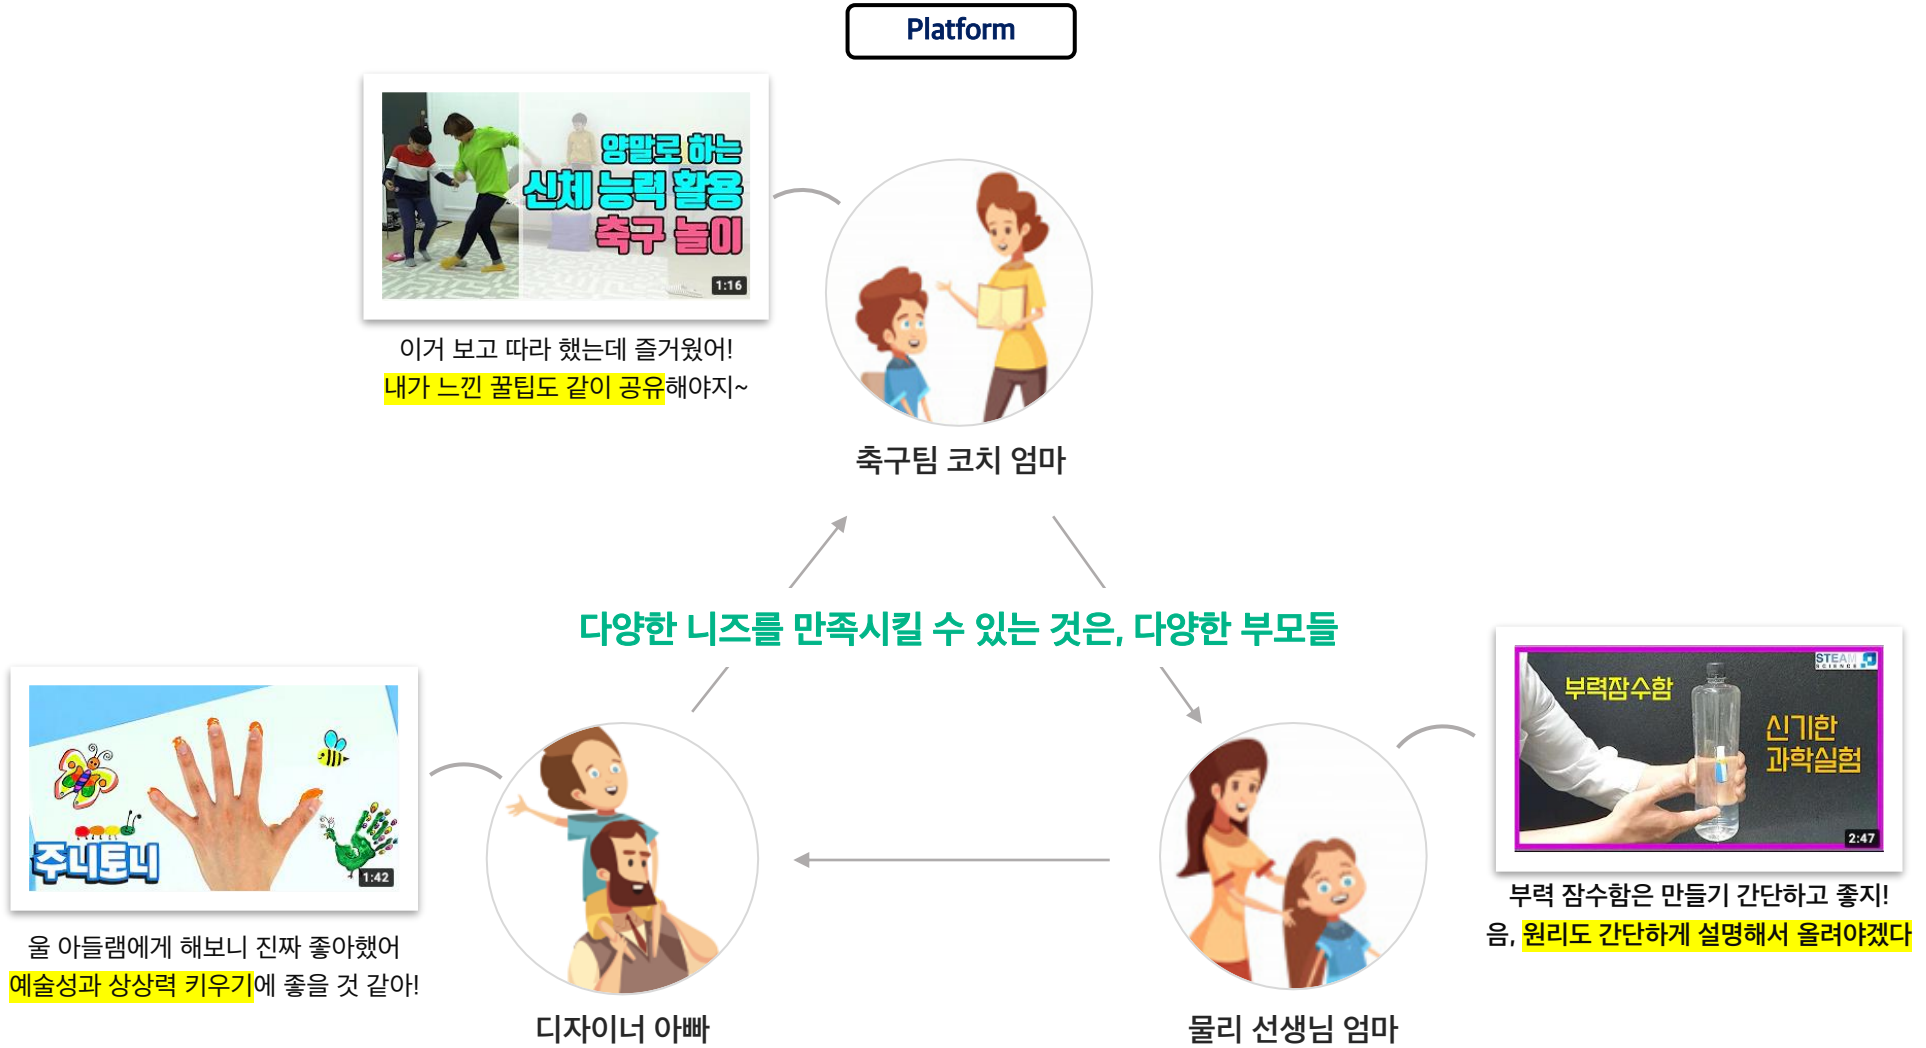 Platform
양말로 하는
신체 능력 활용
축구 놀이
1:16
이거 보고 따라 했는데 즐거웠어!
내가 느낀 꿀팁도 같이 공유해야지~
축구팀 코치 엄마
다양한 니즈를 만족시킬 수 있는 것은, 다양한 부모들
주니토니
1:42
울 아들램에게 해보니 진짜 좋아했어
예술성과 상상력 키우기에 좋을 것 같아!
디자이너 아빠
STEAM
SCIENCE
부력잠수함
신기한
과학실험
2:47
부력 잠수함은 만들기 간단하고 좋지!
음, 원리도 간단하게 설명해서 올려야겠다
물리 선생님 엄마